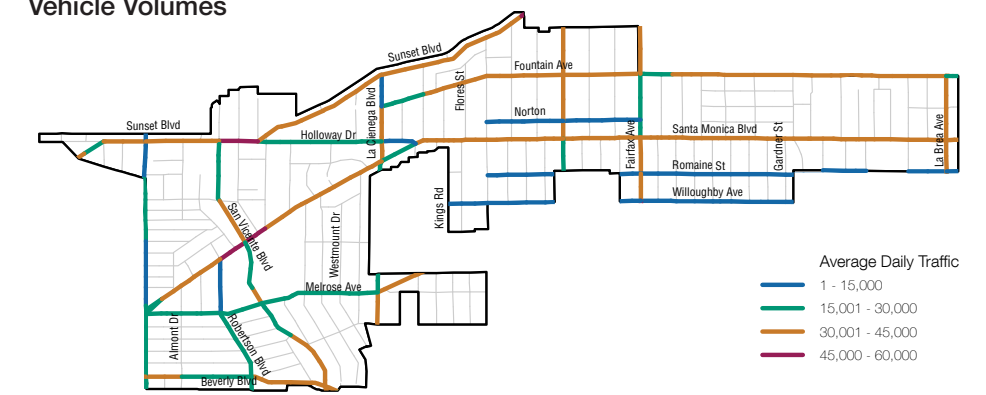 Vehicle Volumes
Sunset Blvd
Fountain Ave
Flores St
La Cienega Blvd
Norton
Sunset Blvd
Holloway Dr
Fairfax Ave
Santa Monica Blvd
Gardner St
La Brea Ave
Romaine St
Willoughby Ave
Kings Rd
San Vicente Blvd
Westmount Dr
Melrose Ave
Almont Dr
Robertson Blvd
Beverly Blvd
Average Daily Traffic
1 - 15,000
15,001 - 30,000
30,001 - 45,000
45,000 - 60,000